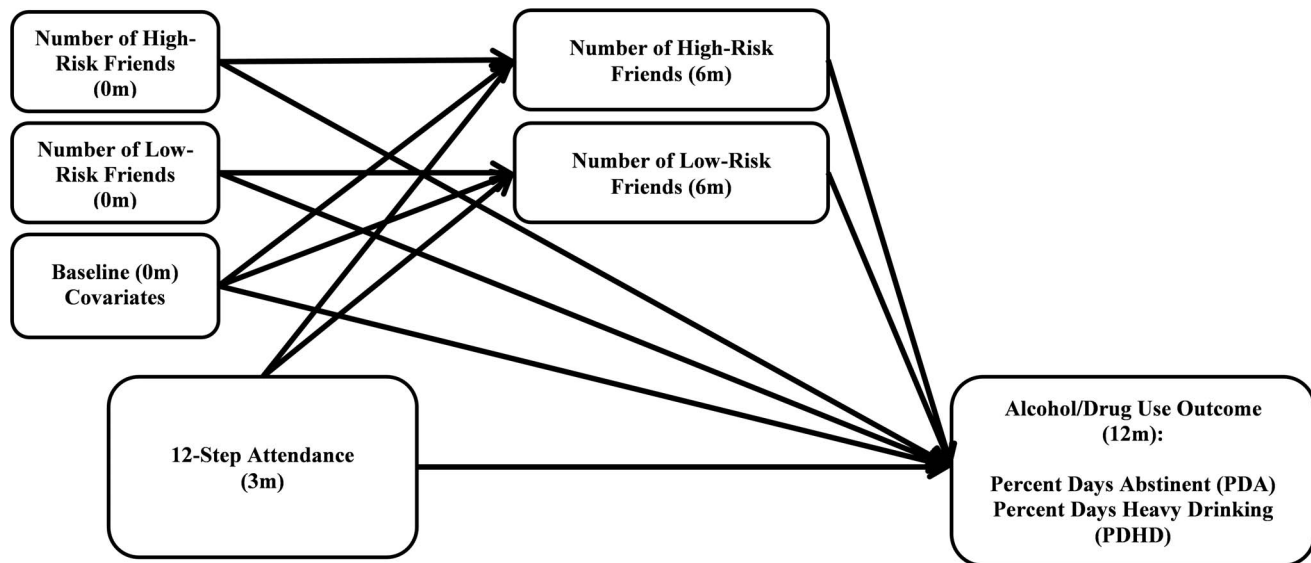 Number of High-
Risk Friends
(0m)
Number of Low-
Risk Friends
(0m)
Baseline (0m)
Covariates
Number of High-Risk
Friends (6m)
Number of Low-Risk
Friends (6m)
12-Step Attendance
(3m)
Alcohol/Drug Use Outcome
(12m):
Percent Days Abstinent (PDA)
Percent Days Heavy Drinking
(PDHD)